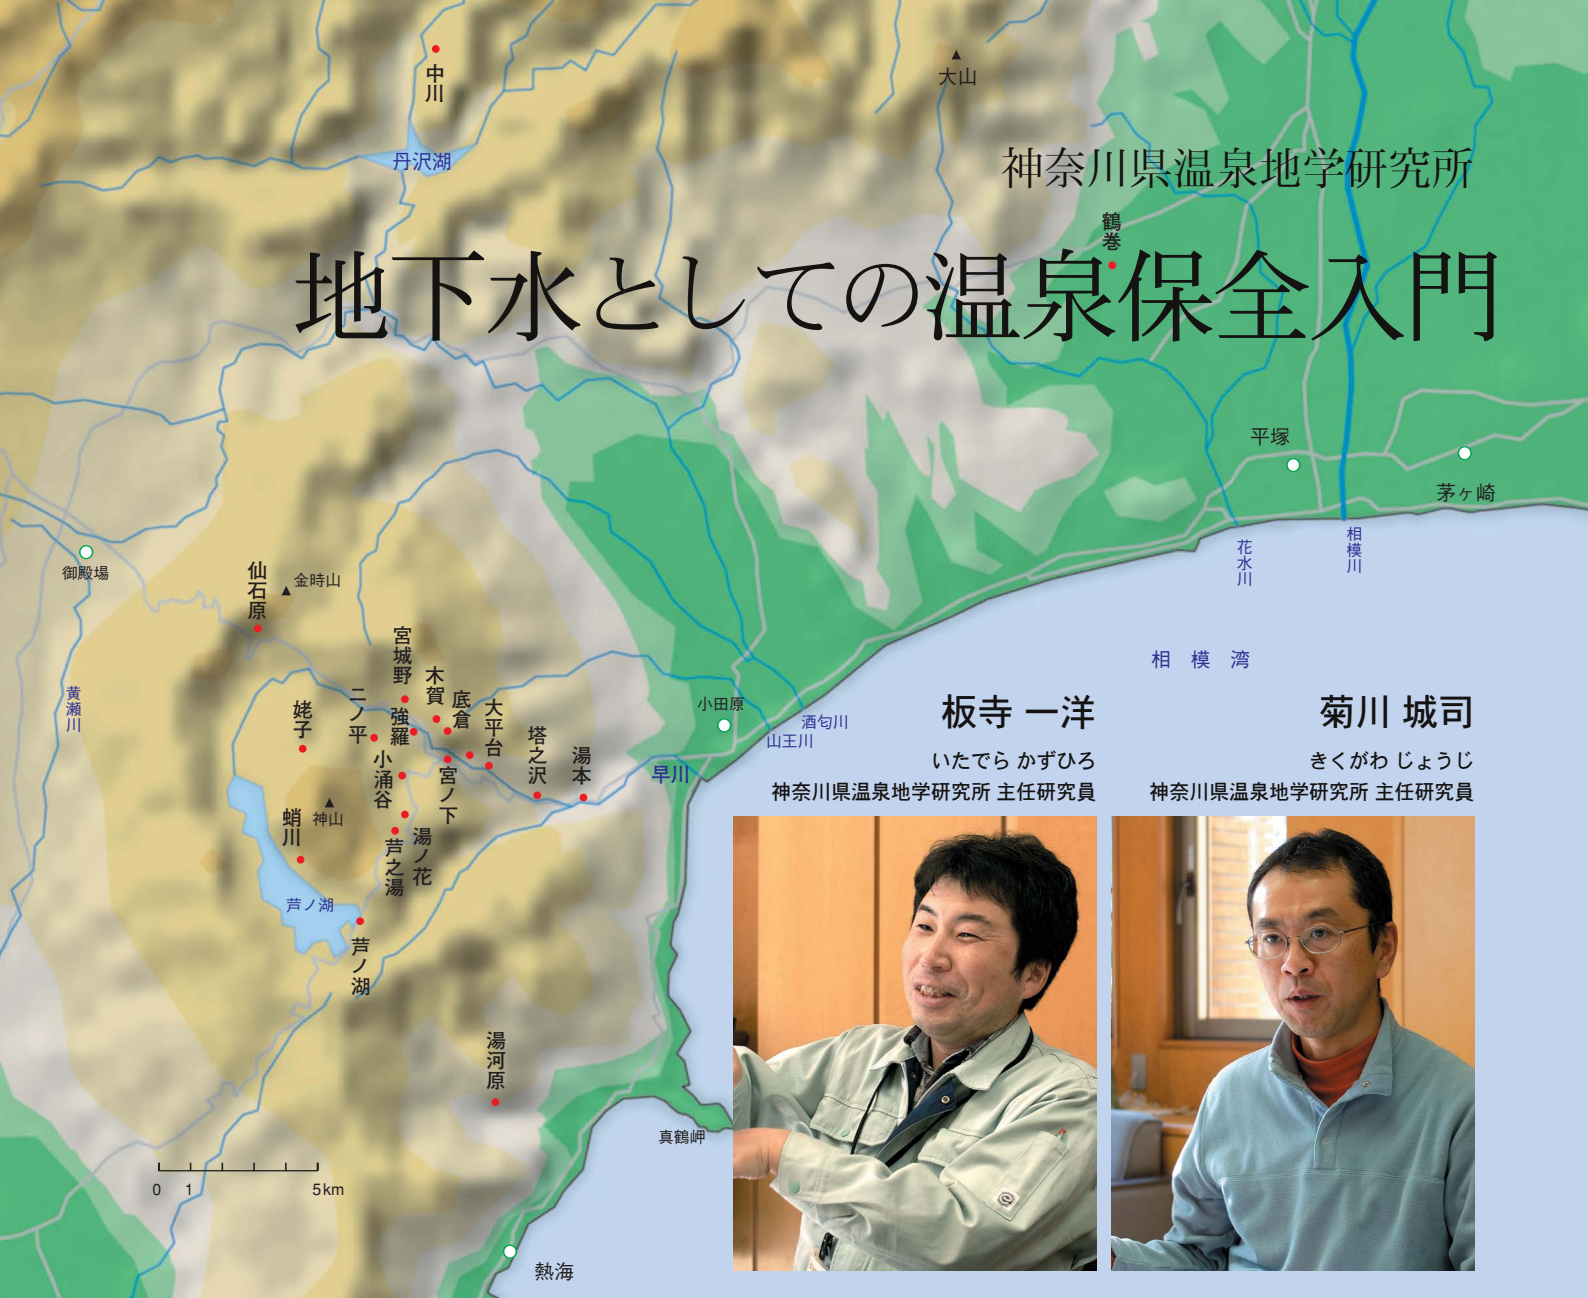 中川
大山
丹沢湖
神奈川県温泉地学研究所
鶴巻
地下水としての温泉保全入門
平塚
茅ヶ崎
御殿場
仙石原
金時山
花水川
相模川
宮城野
木賀
相模湾
黄瀬川
姥子
二ノ平
強羅
底倉
大平台
塔之沢
湯本
小田原
酒匂川
山王川
早川
小涌谷
宮ノ下
蛸川
神山
芦之湯
湯ノ花
芦ノ湖
芦ノ湖
湯河原
真鶴岬
0 1 5km
熱海
板寺 一洋
いたでら かずひろ
神奈川県温泉地学研究所 主任研究員
菊川 城司
きくがわ じょうじ
神奈川県温泉地学研究所 主任研究員